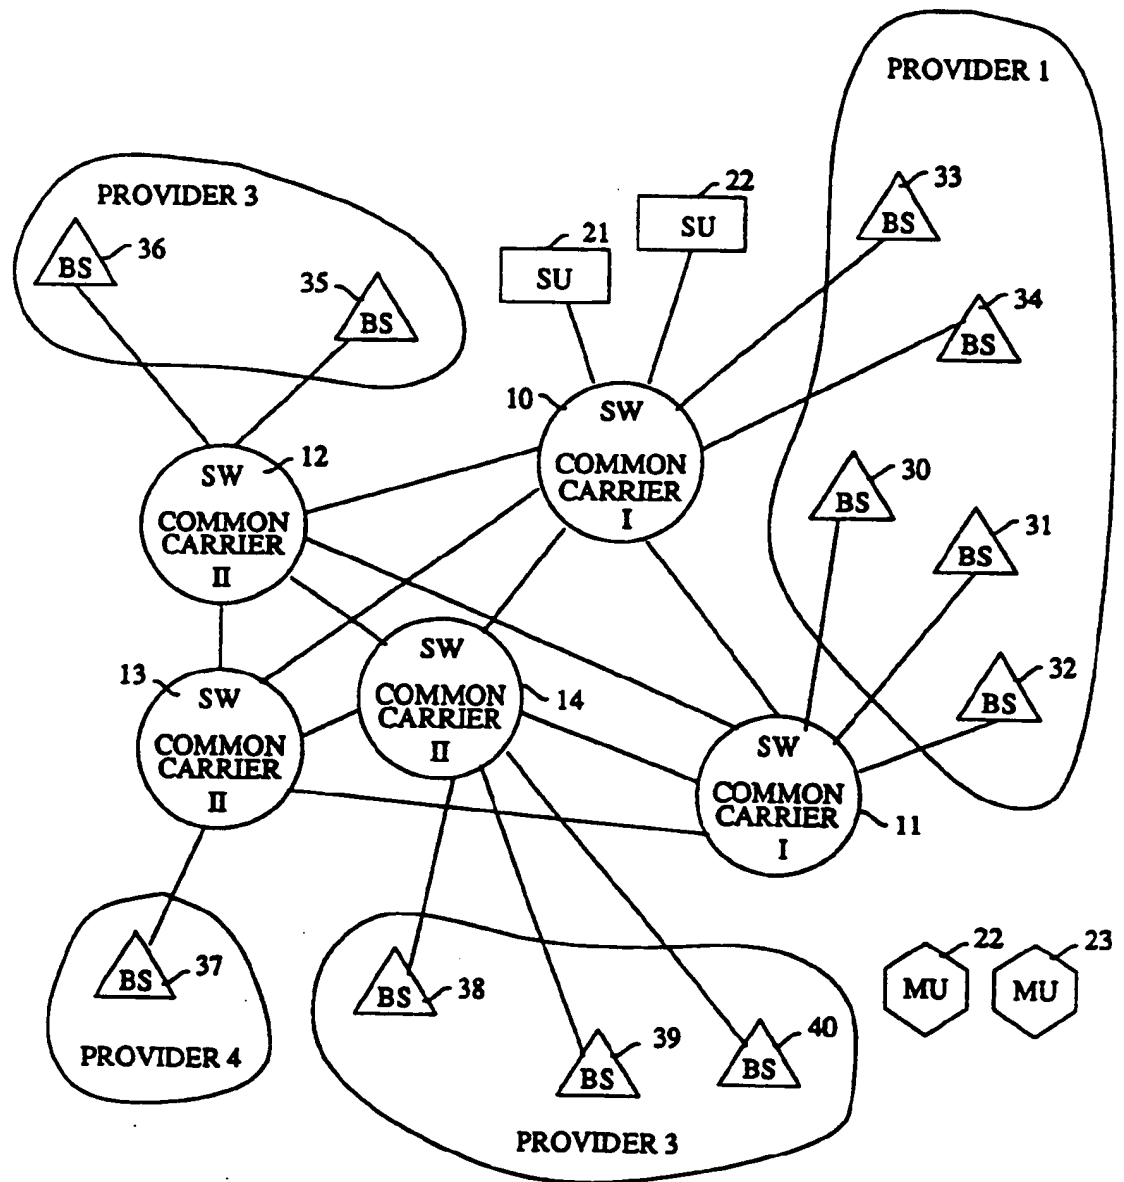 PROVIDER 1
PROVIDER 3
36
BS
35
BS
21
SU
22
SU
33
BS
34
BS
10
SW
COMMON
CARRIER
I
12
SW
COMMON
CARRIER
II
30
BS
31
BS
32
BS
13
SW
COMMON
CARRIER
II
14
SW
COMMON
CARRIER
II
SW
COMMON
CARRIER
I
11
BS
37
PROVIDER 4
BS
38
BS
39
BS
40
PROVIDER 3
22
MU
23
MU